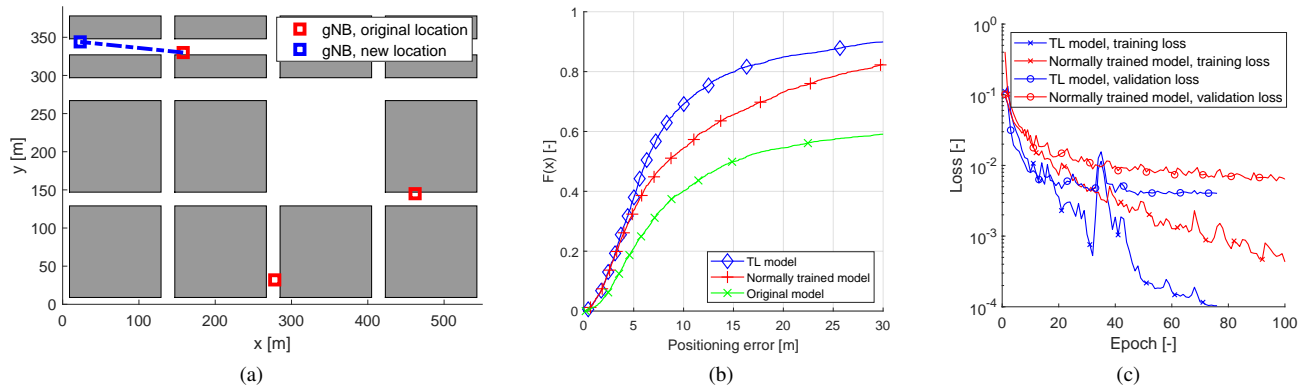 gNB, original location
gNB, new location
350
300
250
200
150
100
50
0
y [m]
0 100 200 300 400 500
x [m]
(a)
1
0.8
0.6
0.4
0.2
0
F(x) [-]
TL model
Normally trained model
Original model
0 5 10 15 20 25 30
Positioning error [m]
(b)
10^0
10^-1
10^-2
10^-3
10^-4
Loss [-]
TL model, training loss
Normally trained model, training loss
TL model, validation loss
Normally trained model, validation loss
0 20 40 60 80 100
Epoch [-]
(c)